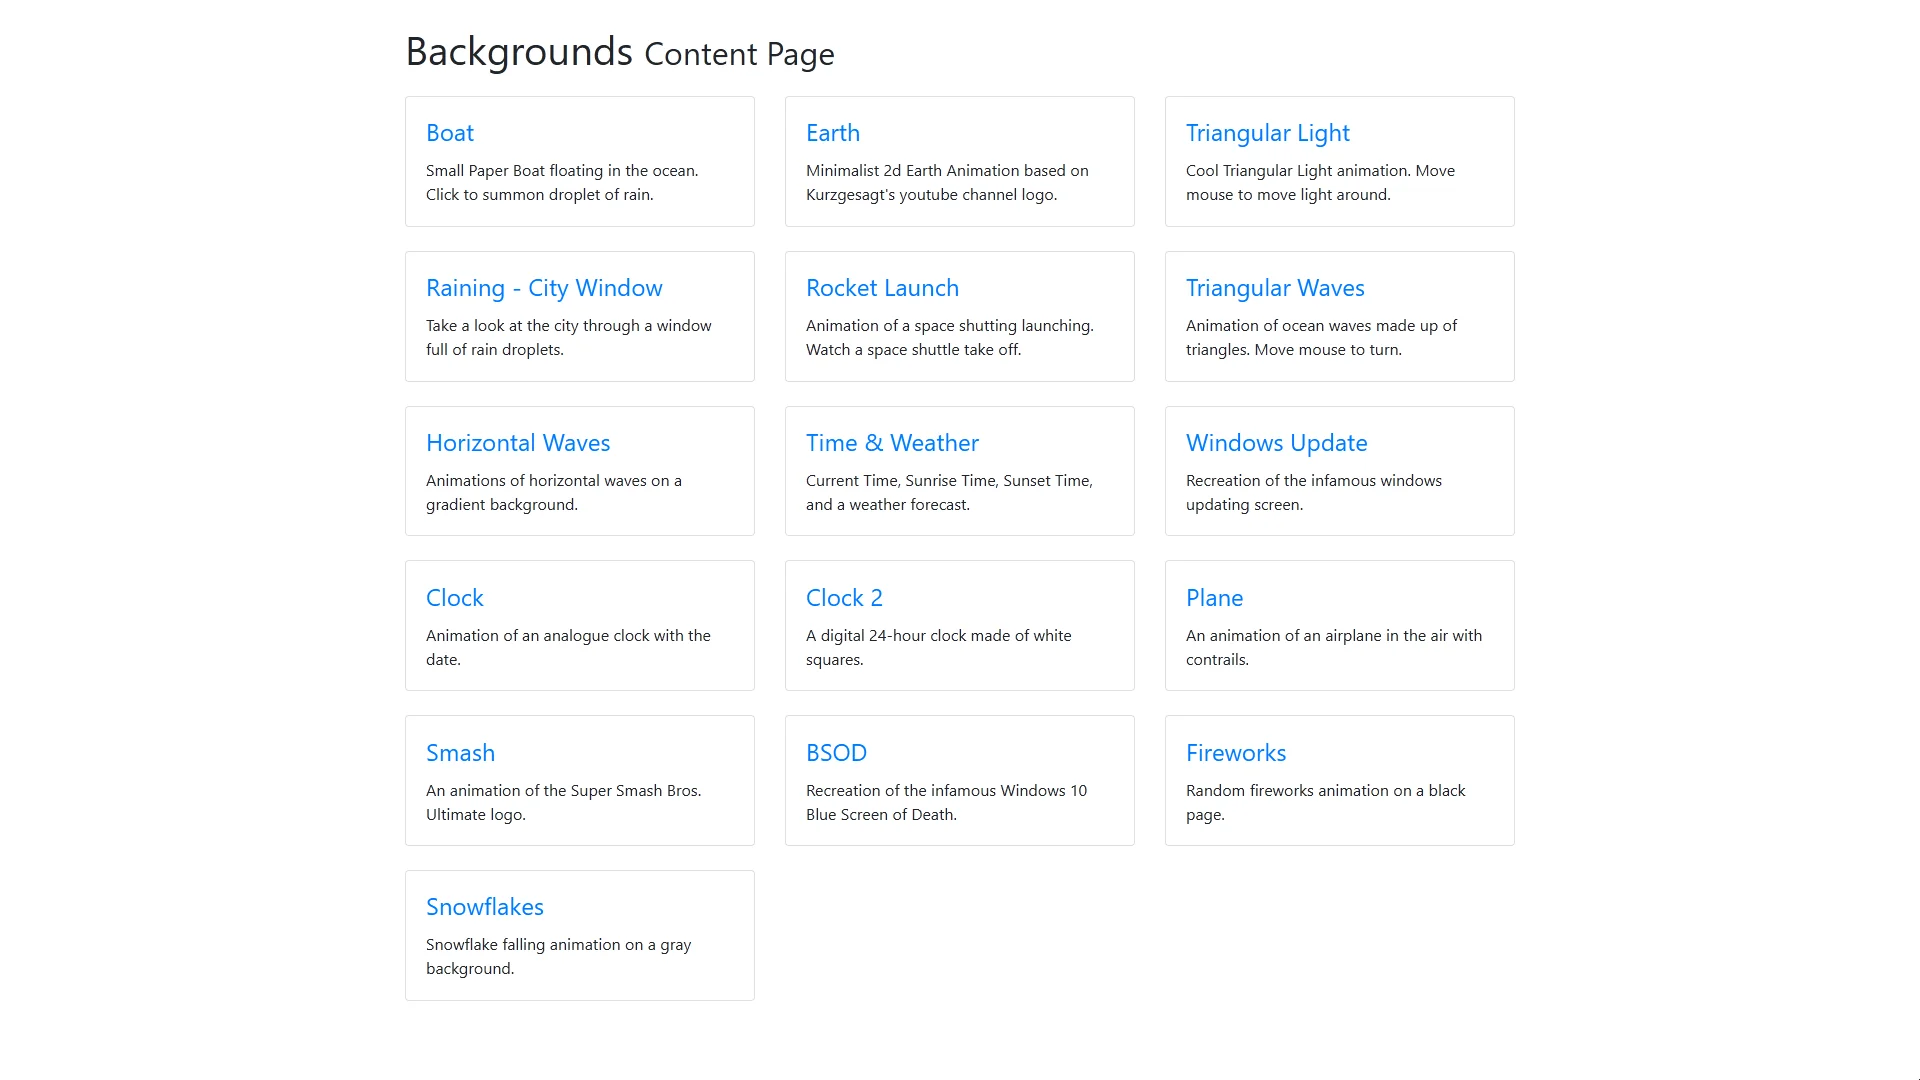 Backgrounds Content Page
Boat
Small Paper Boat floating in the ocean.
Click to summon droplet of rain.
Earth
Minimalist 2d Earth Animation based on
Kurzgesagt's youtube channel logo.
Triangular Light
Cool Triangular Light animation. Move
mouse to move light around.
Raining - City Window
Take a look at the city through a window
full of rain droplets.
Rocket Launch
Animation of a space shutting launching.
Watch a space shuttle take off.
Triangular Waves
Animation of ocean waves made up of
triangles. Move mouse to turn.
Horizontal Waves
Animations of horizontal waves on a
gradient background.
Time & Weather
Current Time, Sunrise Time, Sunset Time,
and a weather forecast.
Windows Update
Recreation of the infamous windows
updating screen.
Clock
Animation of an analogue clock with the
date.
Clock 2
A digital 24-hour clock made of white
squares.
Plane
An animation of an airplane in the air with
contrails.
Smash
An animation of the Super Smash Bros.
Ultimate logo.
BSOD
Recreation of the infamous Windows 10
Blue Screen of Death.
Fireworks
Random fireworks animation on a black
page.
Snowflakes
Snowflake falling animation on a gray
background.